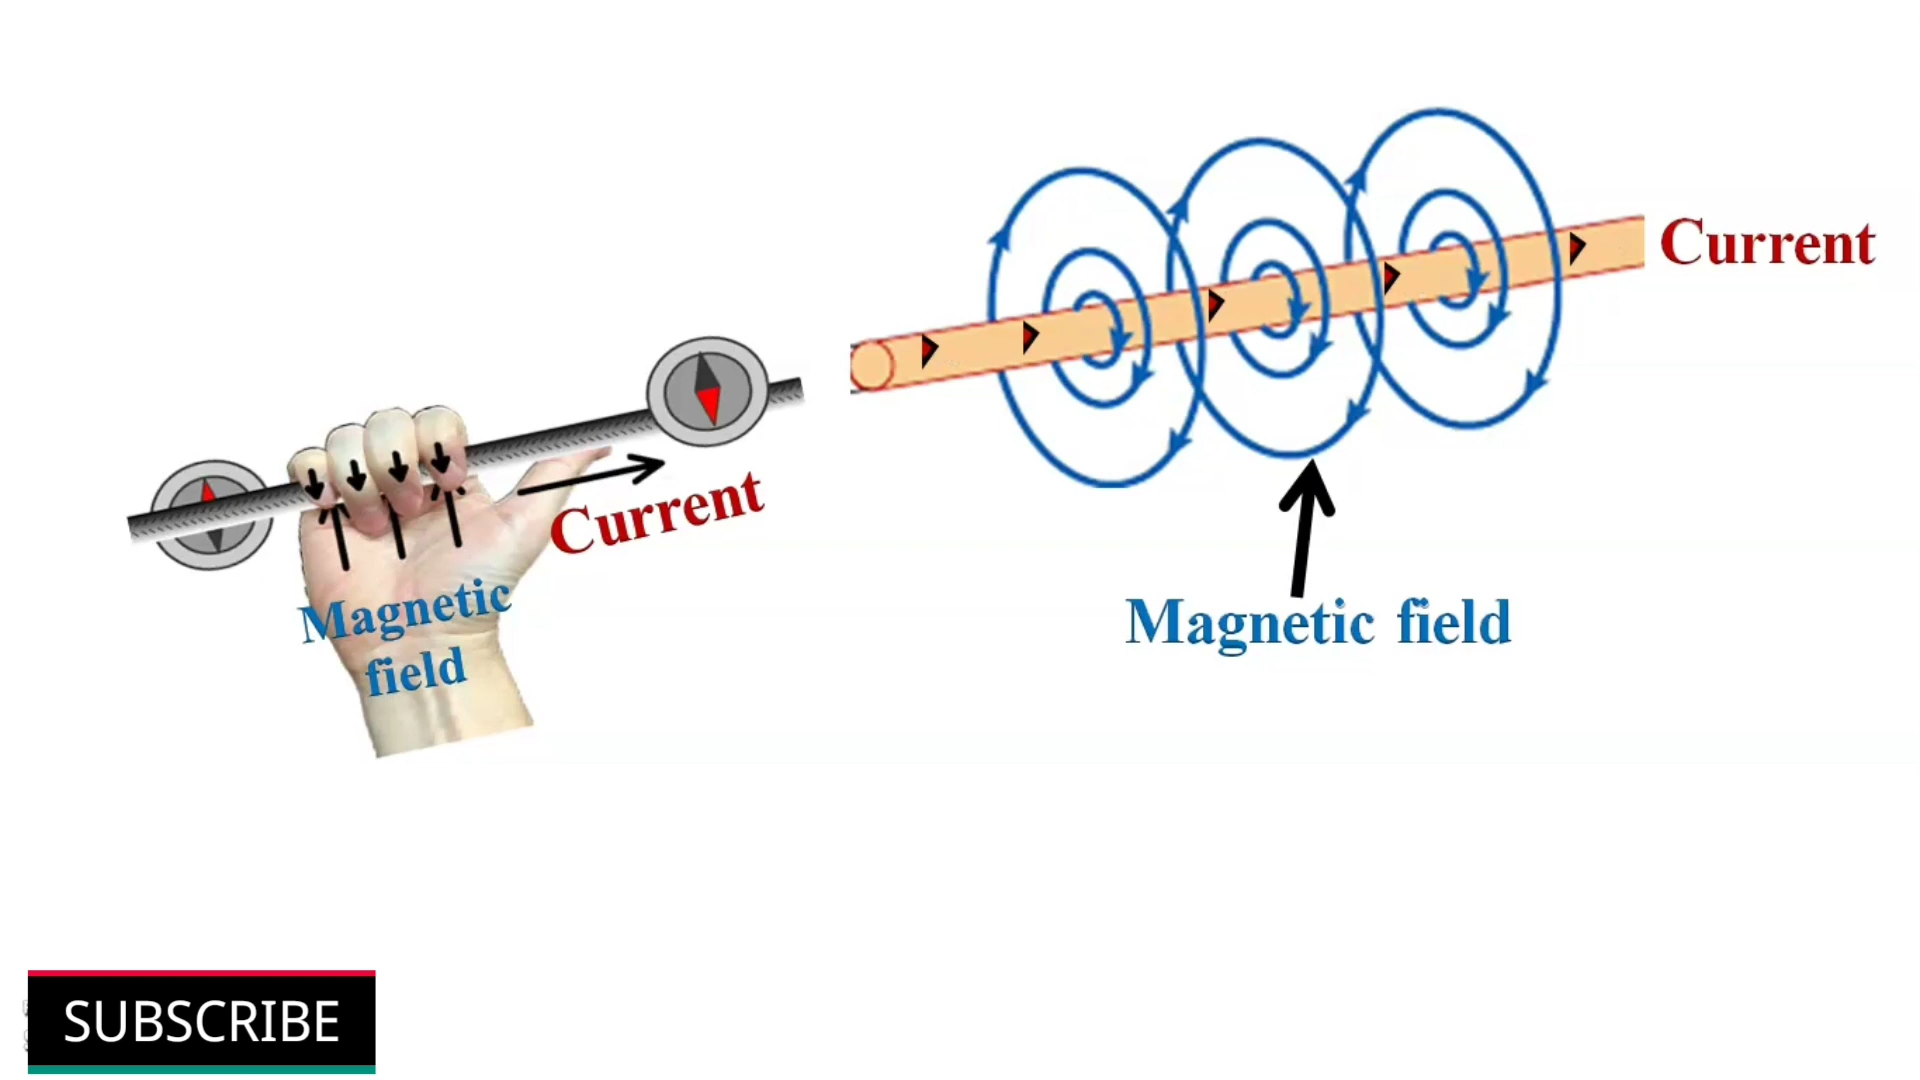 Current
Current
Magnetic
field
Magnetic field
SUBSCRIBE